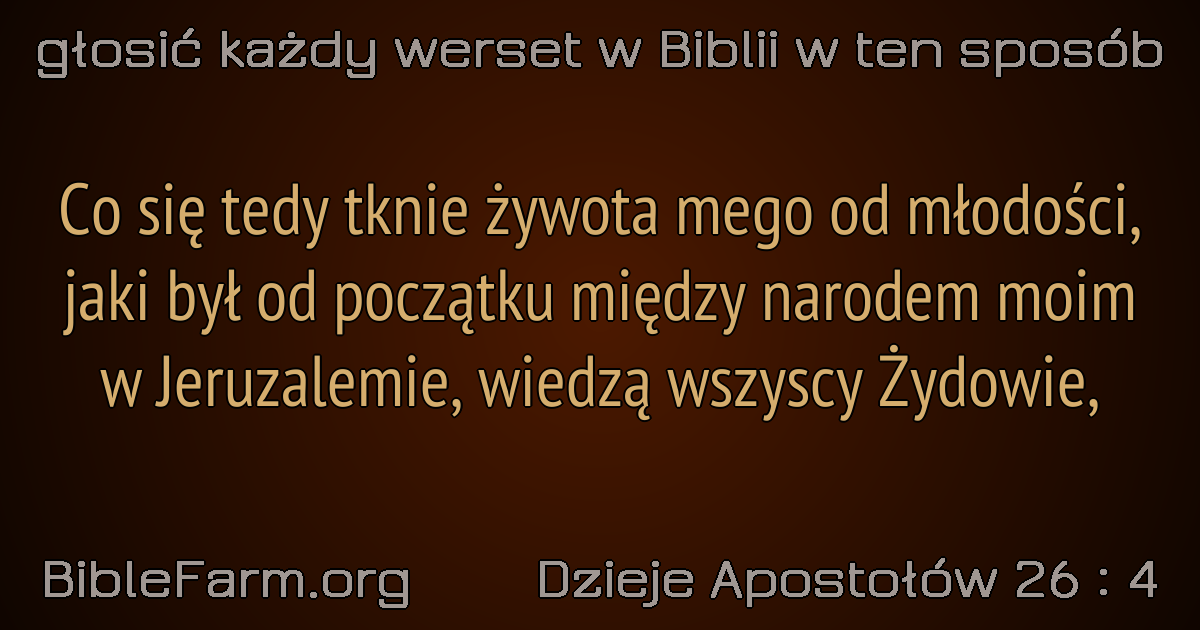 głosić każdy werset w Biblii w ten sposób
Co się tedy tknie żywota mego od młodości,
jaki był od początku między narodem moim
w Jeruzalemie, wiedzą wszyscy Żydowie,
BibleFarm.org
Dzieje Apostołów 26 : 4